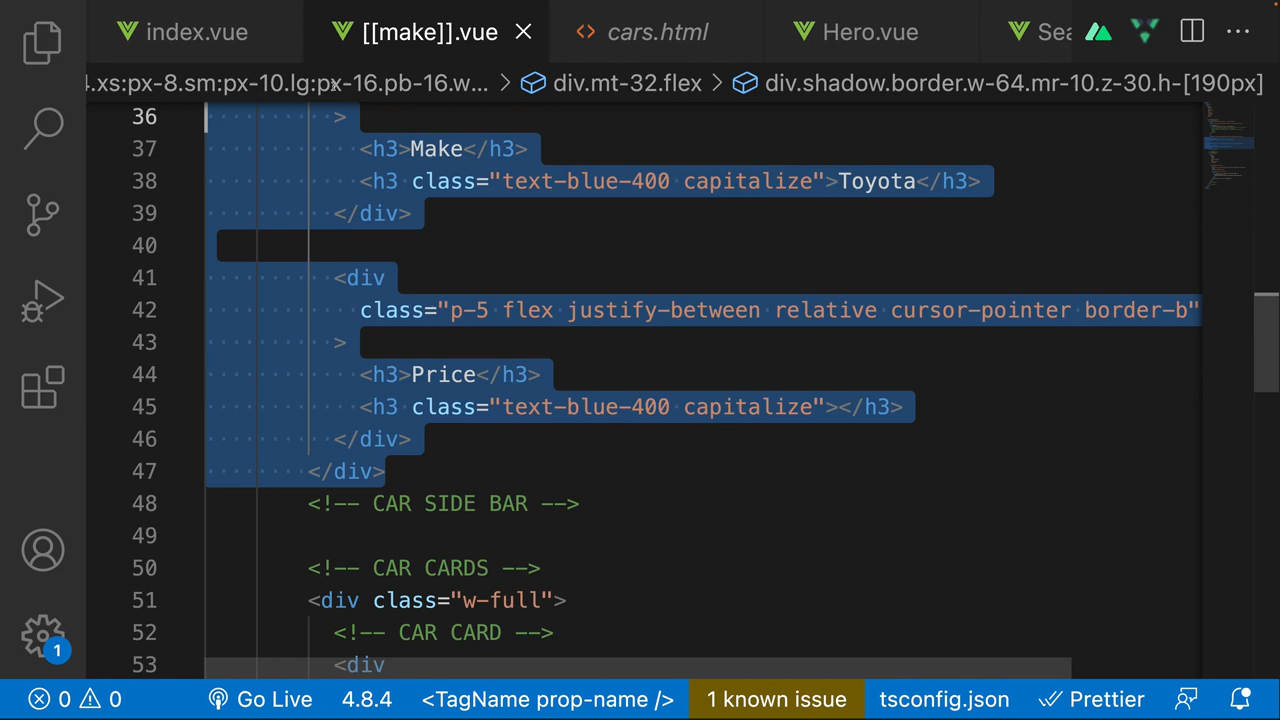 index.vue
[[make]].vue
cars.html
Hero.vue
Sea
4.xs:px-8.sm:px-10.lg:px-16.pb-16.w... > div.mt-32.flex > div.shadow.border.w-64.mr-10.z-30.h-[190px]
36 >
37 <h3>Make</h3>
38 <h3 class="text-blue-400 capitalize">Toyota</h3>
39 </div>
40
41 <div
42 class="p-5 flex justify-between relative cursor-pointer border-b"
43 >
44 <h3>Price</h3>
45 <h3 class="text-blue-400 capitalize"></h3>
46 </div>
47 </div>
48 <!-- CAR SIDE BAR -->
49
50 <!-- CAR CARDS -->
51 <div class="w-full">
52 <!-- CAR CARD -->
53 <div
1
0 0 Go Live 4.8.4 <TagName prop-name /> 1 known issue tsconfig.json Prettier